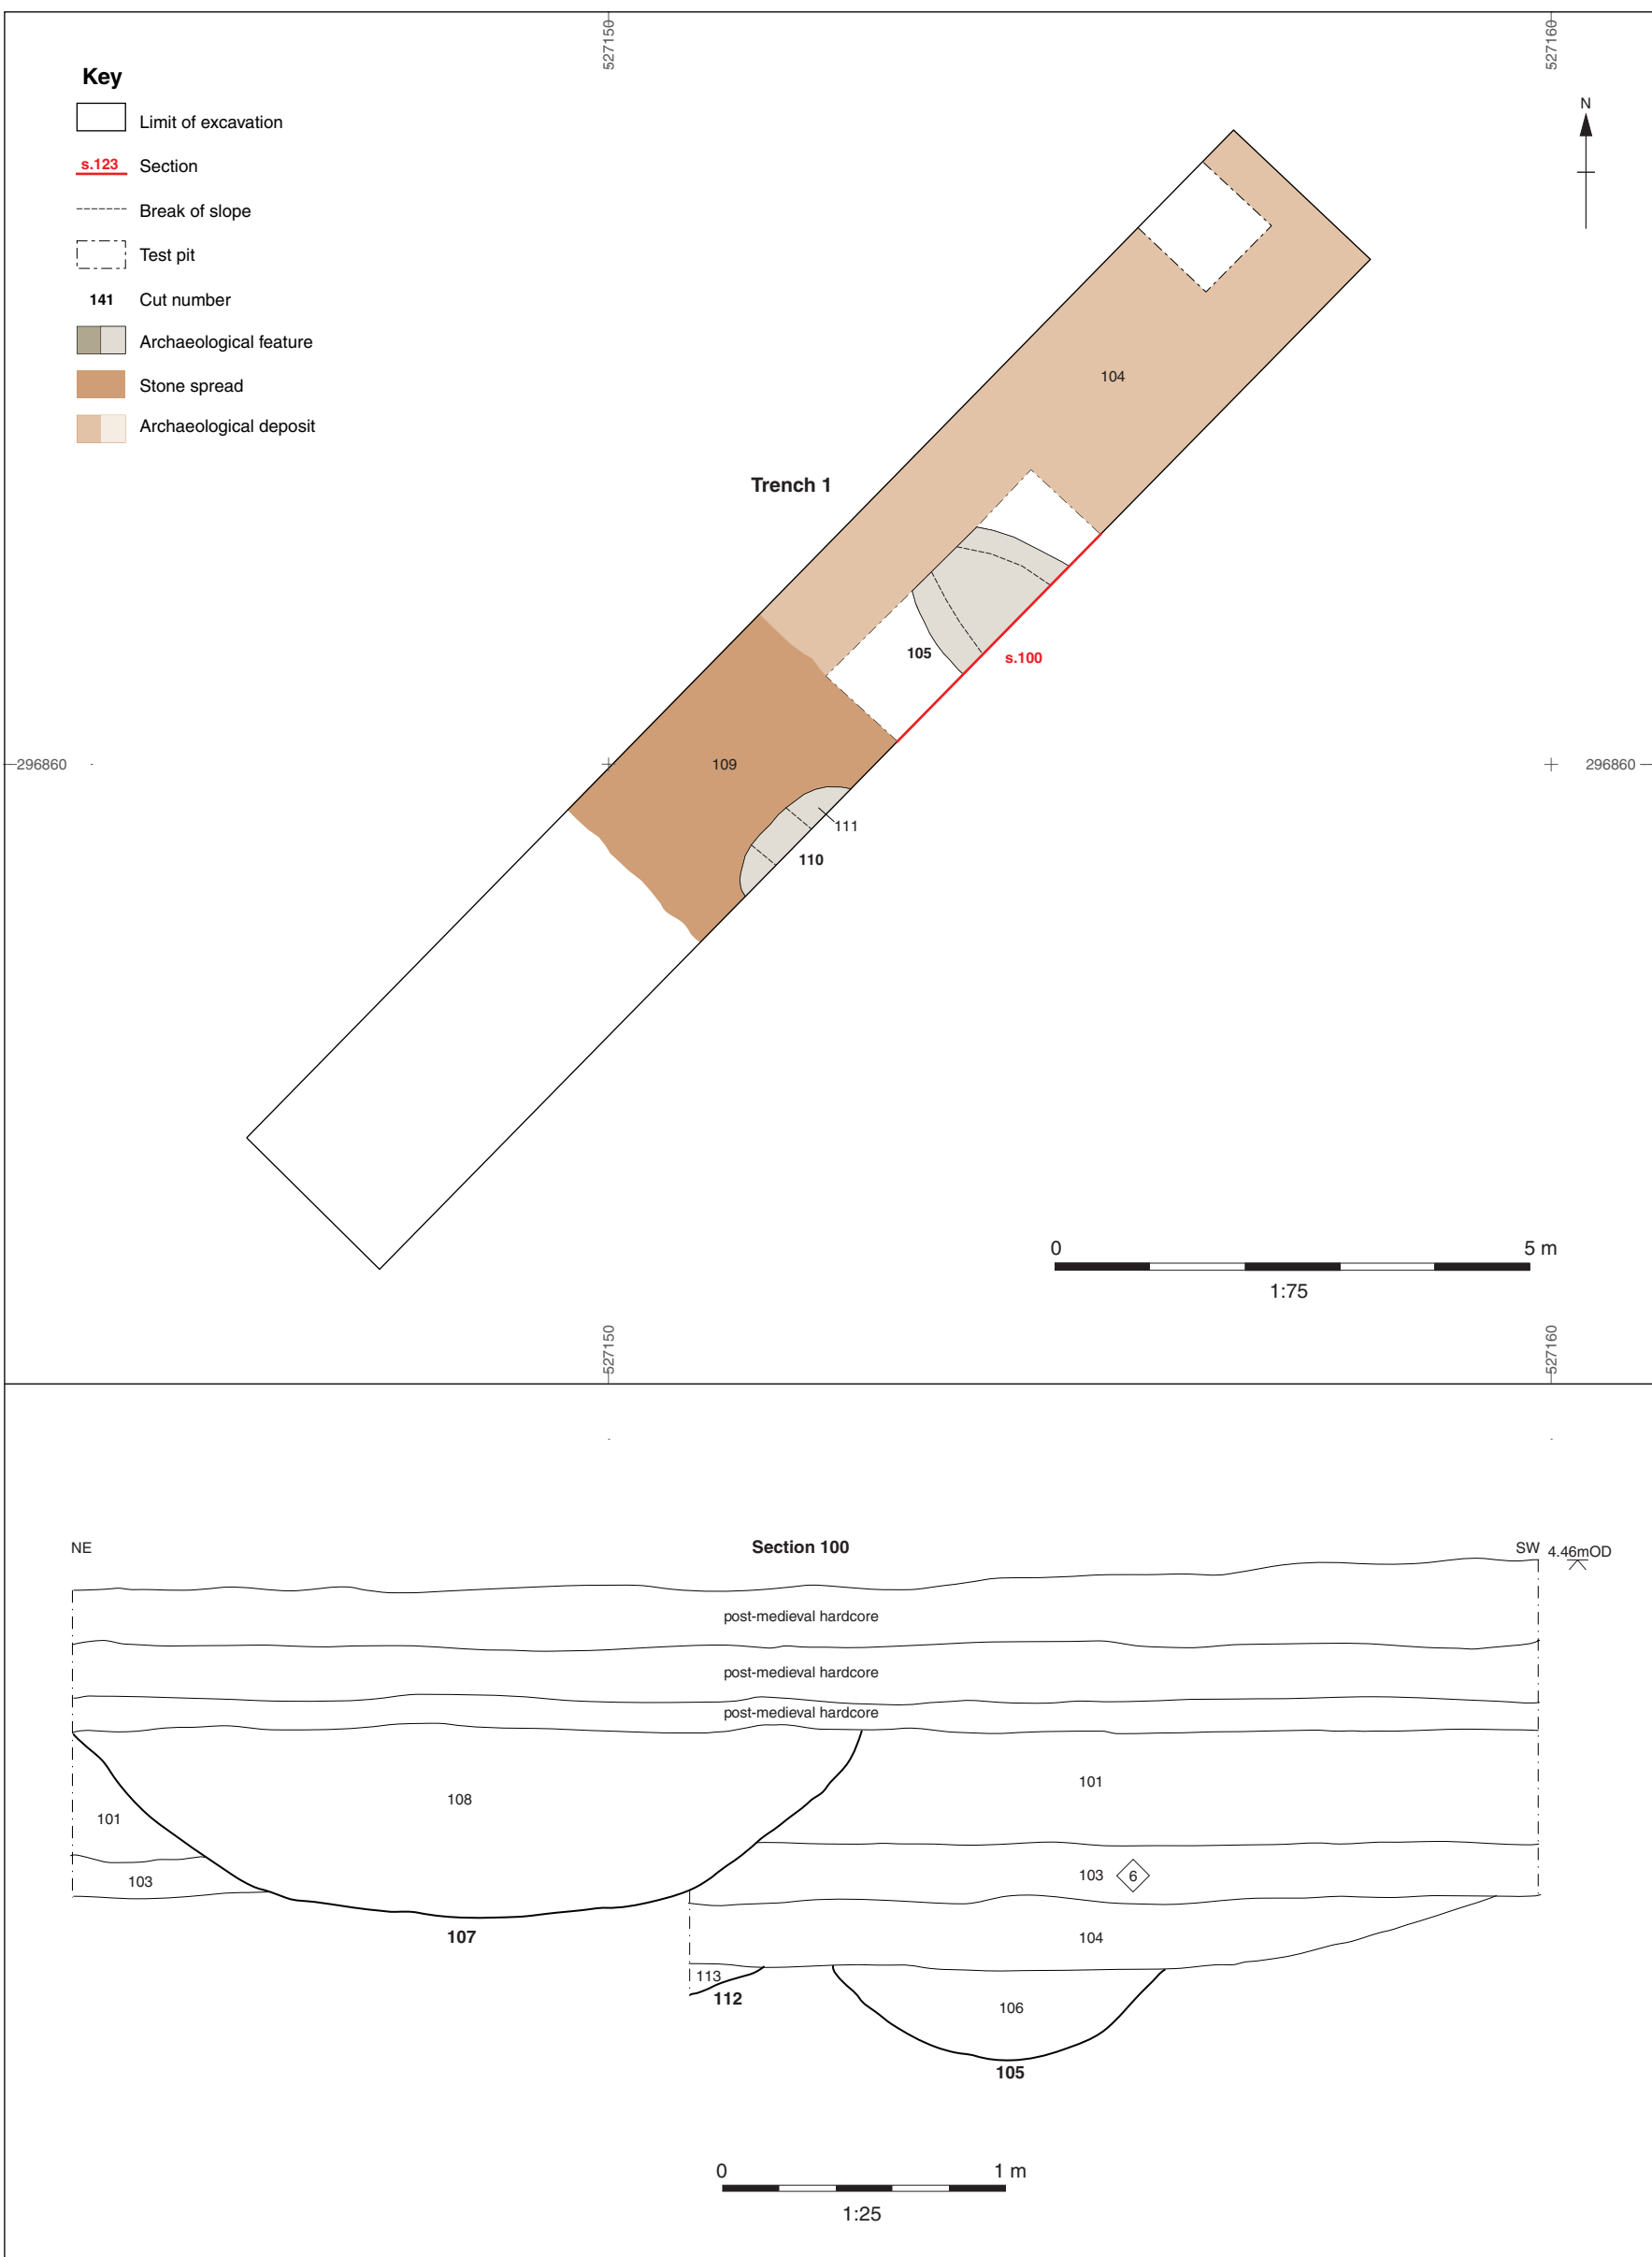 527150
527160
Key
Limit of excavation
s.123 Section
Break of slope
Test pit
141 Cut number
Archaeological feature
Stone spread
Archaeological deposit
N
104
Trench 1
105
s.100
296860
109
296860
111
110
0 5 m
1:75
527150
527160
NE
Section 100
SW 4.46mOD
post-medieval hardcore
post-medieval hardcore
post-medieval hardcore
101
108
101
103
103 6
107
104
113
112
106
105
0 1 m
1:25